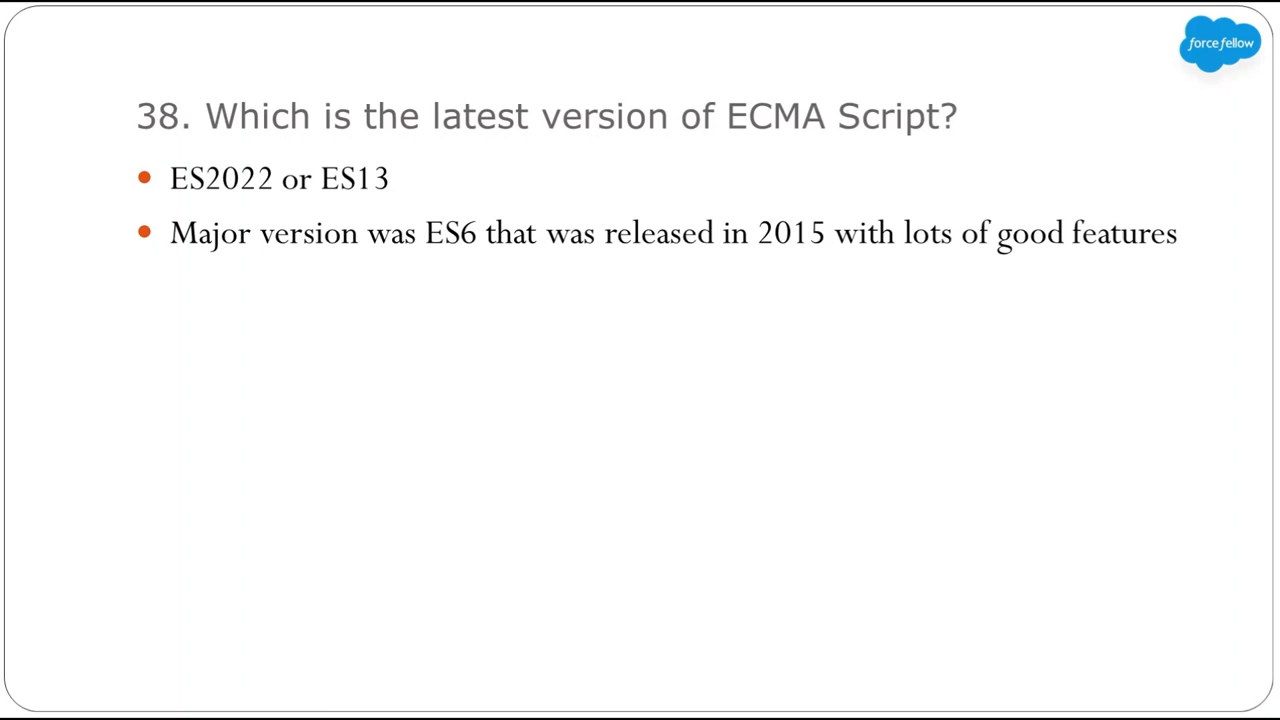 force fellow
38. Which is the latest version of ECMA Script?
ES2022 or ES13
Major version was ES6 that was released in 2015 with lots of good features